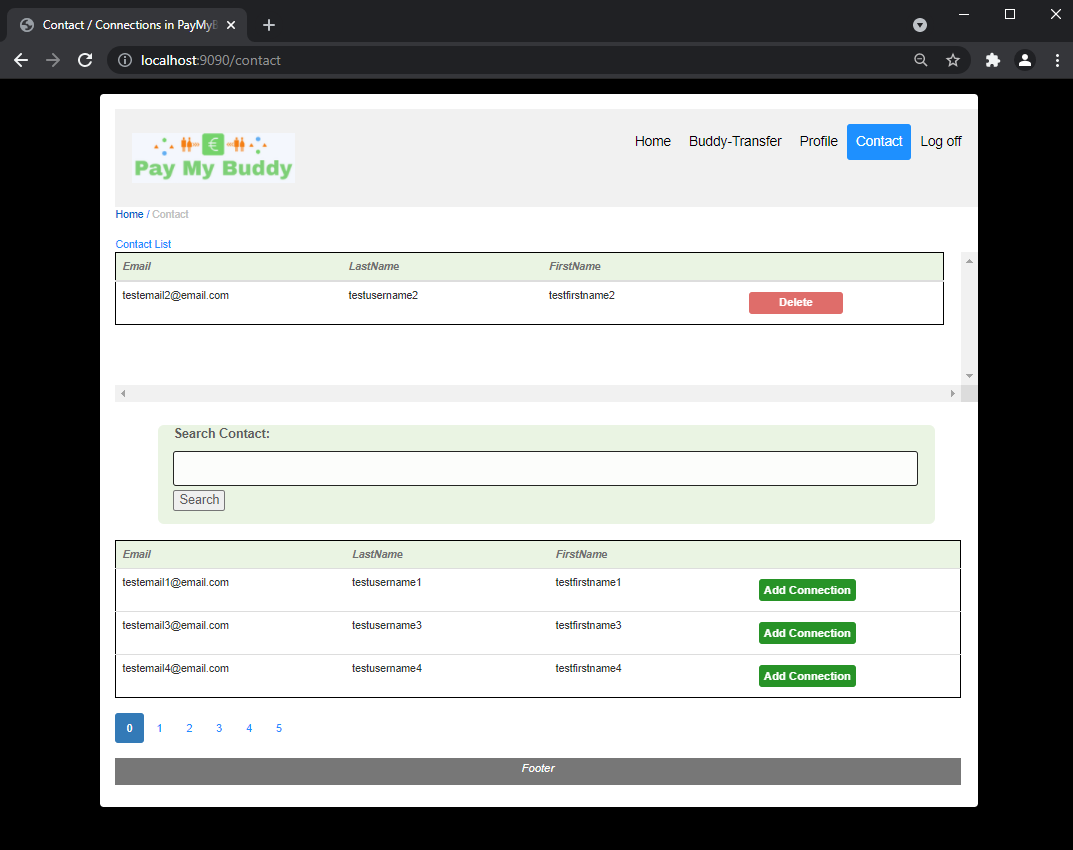 Contact / Connections in PayMyB
localhost:9090/contact
Pay My Buddy
Home Buddy-Transfer Profile Contact Log off
Home / Contact
Contact List
Email LastName FirstName
testemail2@email.com testusername2 testfirstname2 Delete
Search Contact:
Search
Email LastName FirstName
testemail1@email.com testusername1 testfirstname1 Add Connection
testemail3@email.com testusername3 testfirstname3 Add Connection
testemail4@email.com testusername4 testfirstname4 Add Connection
0 1 2 3 4 5
Footer